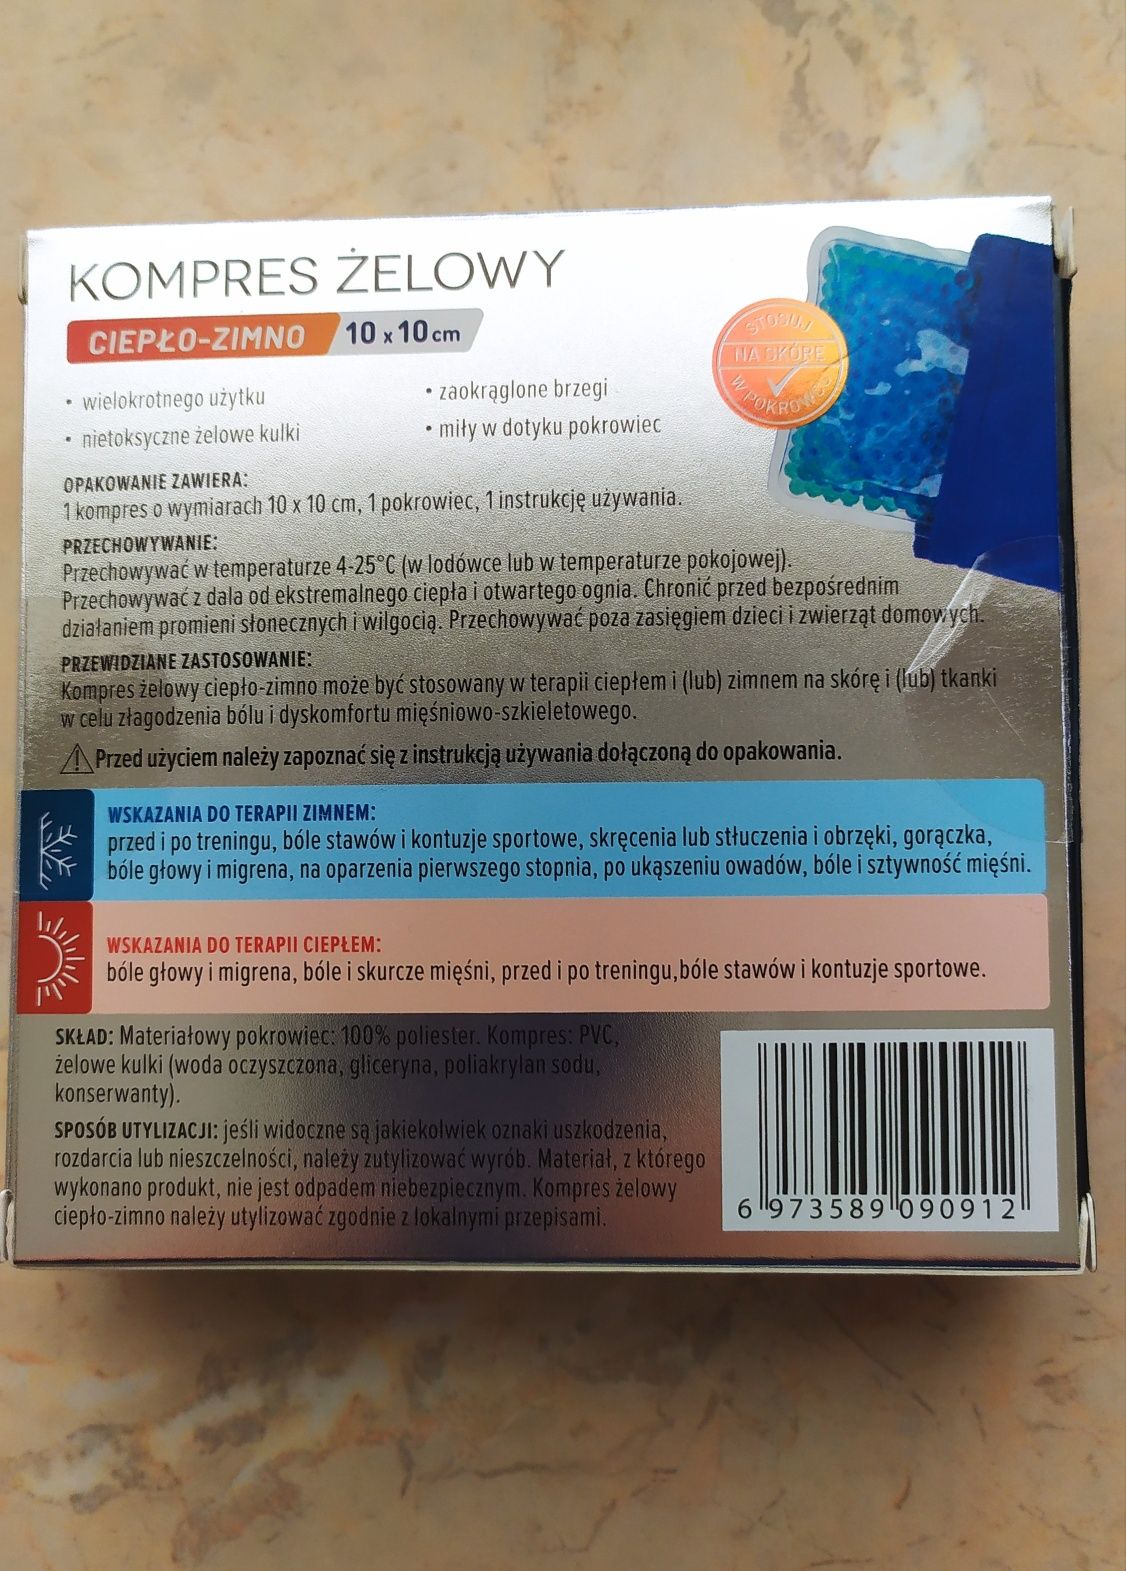 KOMPRES ŻELOWY
CIEPŁO-ZIMNO 10 x 10 cm
• wielokrotnego użytku
• nietoksyczne żelowe kulki
• zaokrąglone brzegi
• miły w dotyku pokrowiec
STOSUJ
NA SKÓRĘ
W POKROWCU
OPAKOWANIE ZAWIERA:
1 kompres o wymiarach 10 x 10 cm, 1 pokrowiec, 1 instrukcję używania.
PRZECHOWYWANIE:
Przechowywać w temperaturze 4-25°C (w lodówce lub w temperaturze pokojowej).
Przechowywać z dala od ekstremalnego ciepła i otwartego ognia. Chronić przed bezpośrednim
działaniem promieni słonecznych i wilgocią. Przechowywać poza zasięgiem dzieci i zwierząt domowych.
PRZEWIDZIANE ZASTOSOWANIE:
Kompres żelowy ciepło-zimno może być stosowany w terapii ciepłem i (lub) zimnem na skórę i (lub) tkanki
w celu złagodzenia bólu i dyskomfortu mięśniowo-szkieletowego.
Przed użyciem należy zapoznać się z instrukcją używania dołączoną do opakowania.
WSKAZANIA DO TERAPII ZIMNEM:
przed i po treningu, bóle stawów i kontuzje sportowe, skręcenia lub stłuczenia i obrzęki, gorączka,
bóle głowy i migrena, na oparzenia pierwszego stopnia, po ukąszeniu owadów, bóle i sztywność mięśni.
WSKAZANIA DO TERAPII CIEPŁEM:
bóle głowy i migrena, bóle i skurcze mięśni, przed i po treningu,bóle stawów i kontuzje sportowe.
SKŁAD: Materiałowy pokrowiec: 100% poliester. Kompres: PVC,
żelowe kulki (woda oczyszczona, gliceryna, poliakrylan sodu,
konserwanty).
SPOSÓB UTYLIZACJI: jeśli widoczne są jakiekolwiek oznaki uszkodzenia,
rozdarcia lub nieszczelności, należy zutylizować wyrób. Materiał, z którego
wykonano produkt, nie jest odpadem niebezpiecznym. Kompres żelowy
ciepło-zimno należy utylizować zgodnie z lokalnymi przepisami.
6 973589 090912